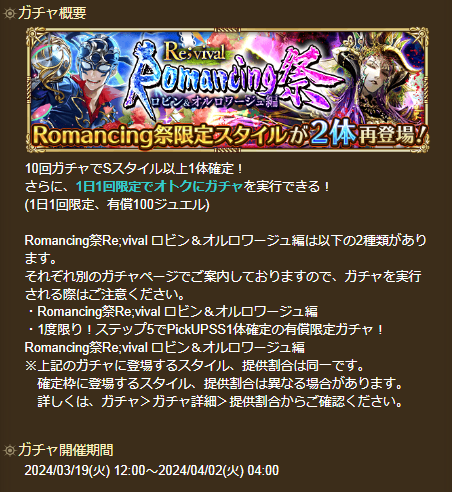 ガチャ概要
Re;vival
Romancing祭
ロビン＆オルロワージュ編
Romancing祭限定スタイルが2体再登場！
10回ガチャでSスタイル以上1体確定！
さらに、1日1回限定でオトクにガチャを実行できる！
(1日1回限定、有償100ジュエル)
Romancing祭Re;vival ロビン＆オルロワージュ編は以下の2種類があり
ます。
それぞれ別のガチャページでご案内しておりますので、ガチャを実行
される際はご注意ください。
・Romancing祭Re;vival ロビン＆オルロワージュ編
・1度限り！ステップ5でPickUPSS1体確定の有償限定ガチャ！
Romancing祭Re;vival ロビン＆オルロワージュ編
※上記のガチャに登場するスタイル、提供割合は同一です。
確定枠に登場するスタイル、提供割合は異なる場合があります。
詳しくは、ガチャ＞ガチャ詳細＞提供割合からご確認ください。
ガチャ開催期間
2024/03/19(火) 12:00～2024/04/02(火) 04:00